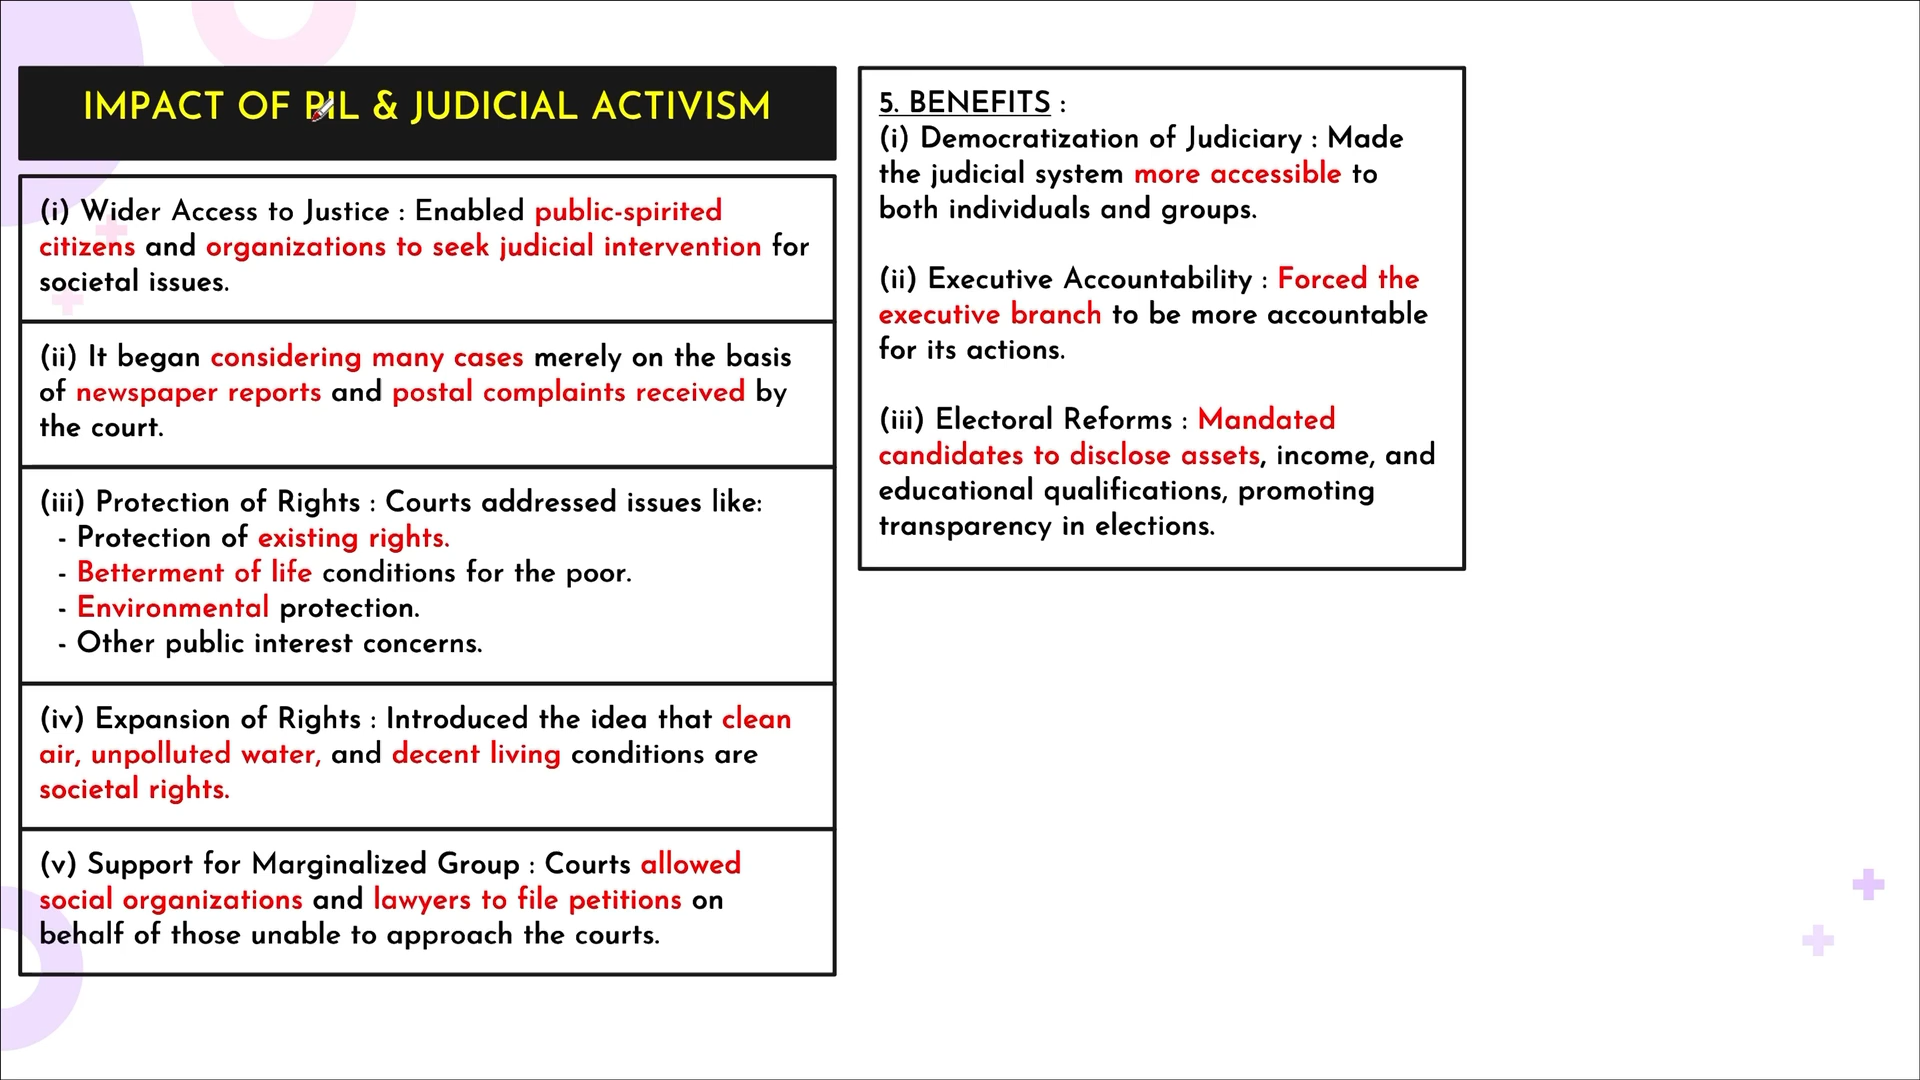 IMPACT OF PIL & JUDICIAL ACTIVISM
(i) Wider Access to Justice : Enabled public-spirited
citizens and organizations to seek judicial intervention for
societal issues.
(ii) It began considering many cases merely on the basis
of newspaper reports and postal complaints received by
the court.
(iii) Protection of Rights : Courts addressed issues like:
- Protection of existing rights.
- Betterment of life conditions for the poor.
- Environmental protection.
- Other public interest concerns.
(iv) Expansion of Rights : Introduced the idea that clean
air, unpolluted water, and decent living conditions are
societal rights.
(v) Support for Marginalized Group : Courts allowed
social organizations and lawyers to file petitions on
behalf of those unable to approach the courts.
5. BENEFITS :
(i) Democratization of Judiciary : Made
the judicial system more accessible to
both individuals and groups.
(ii) Executive Accountability : Forced the
executive branch to be more accountable
for its actions.
(iii) Electoral Reforms : Mandated
candidates to disclose assets, income, and
educational qualifications, promoting
transparency in elections.